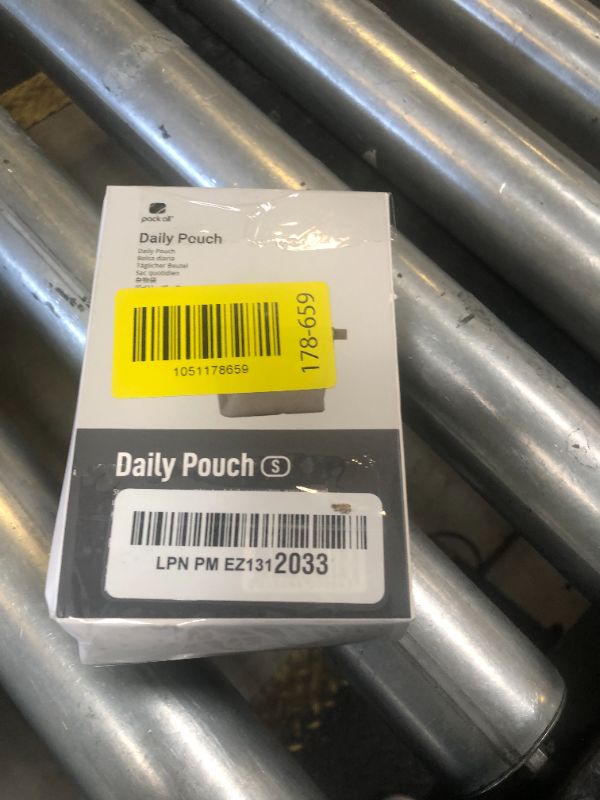 pack all
Daily Pouch
Daily Pouch
Bolsa diaria
Täglicher Beutel
Sac quotidien
1051178659
178-659
Daily Pouch S
LPN PM EZ1312033